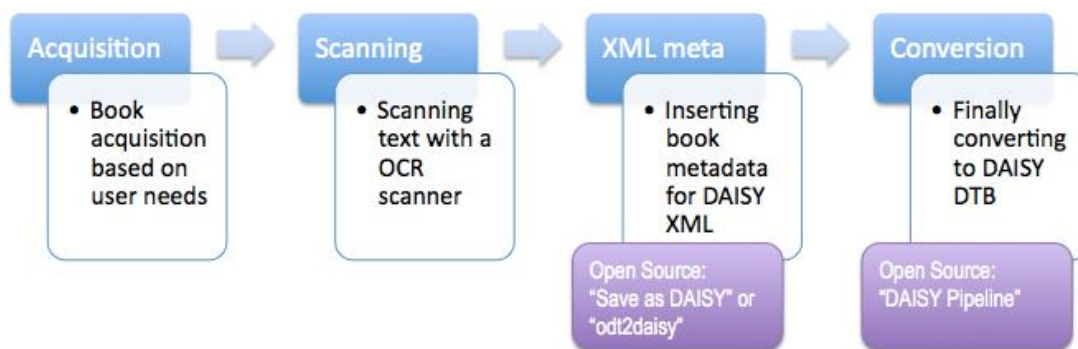 Acquisition
• Book
acquisition
based on
user needs
Scanning
• Scanning
text with a
OCR
scanner
XML meta
• Inserting
book
metadata
for DAISY
XML
Open Source:
“Save as DAISY” or
“odt2daisy”
Conversion
• Finally
converting
to DAISY
DTB
Open Source:
“DAISY Pipeline”